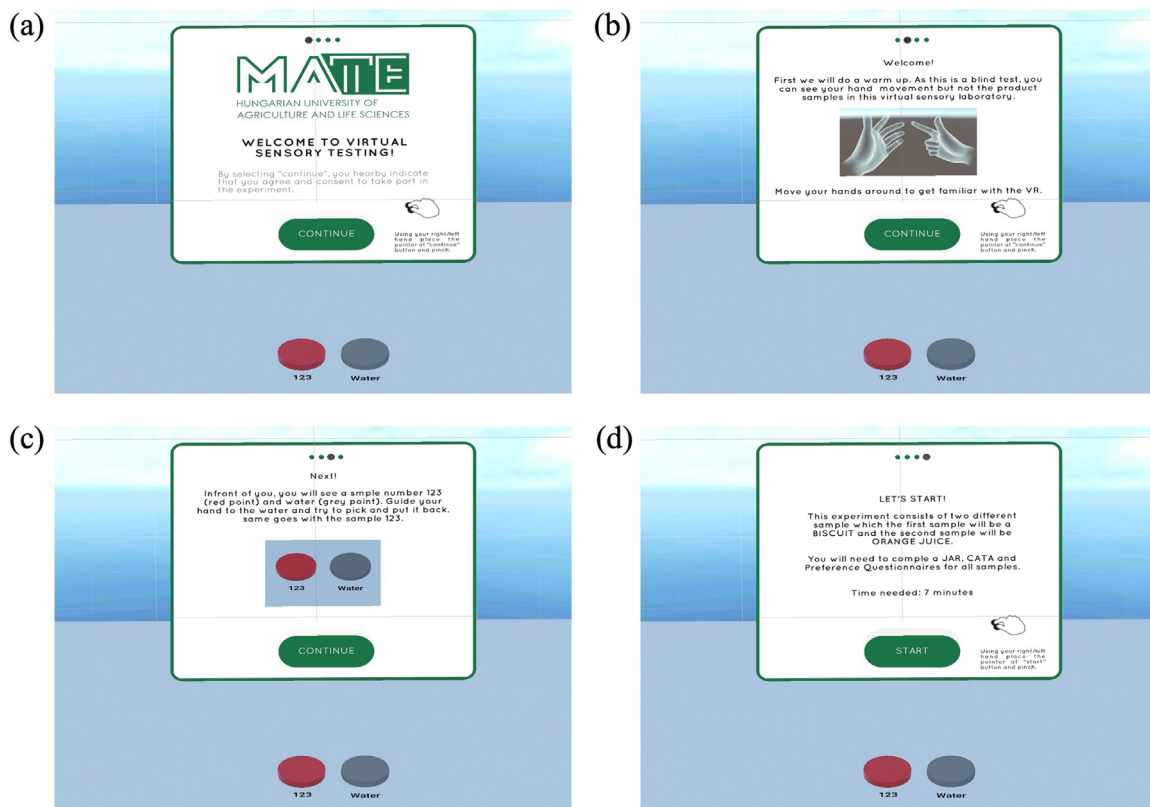 (a)
MATE
HUNGARIAN UNIVERSITY OF
AGRICULTURE AND LIFE SCIENCES
WELCOME TO VIRTUAL
SENSORY TESTING!
By selecting "continue", you hearby indicate
that you agree and consent to take part in
the experiment.
CONTINUE
Using your right/left
hand place the
pointer at "continue"
button and pinch.
123
Water
(b)
Welcome!
First we will do a warm up. As this is a blind test, you
can see your hand movement but not the product
samples in this virtual sensory laboratory.
Move your hands around to get familiar with the VR.
CONTINUE
Using your right/left
hand place the
pointer at "continue"
button and pinch.
123
Water
(c)
Next!
Infront of you, you will see a smple number 123
(red point) and water (grey point). Guide your
hand to the water and try to pick and put it back.
same goes with the sample 123.
123
Water
CONTINUE
123
Water
(d)
LET'S START!
This experiment consists of two different
sample which the first sample will be a
BISCUIT and the second sample will be
ORANGE JUICE.
You will need to comple a JAR, CATA and
Preference Questionnaires for all samples.
Time needed: 7 minutes
START
Using your right/left
hand place the
pointer at "start"
button and pinch.
123
Water